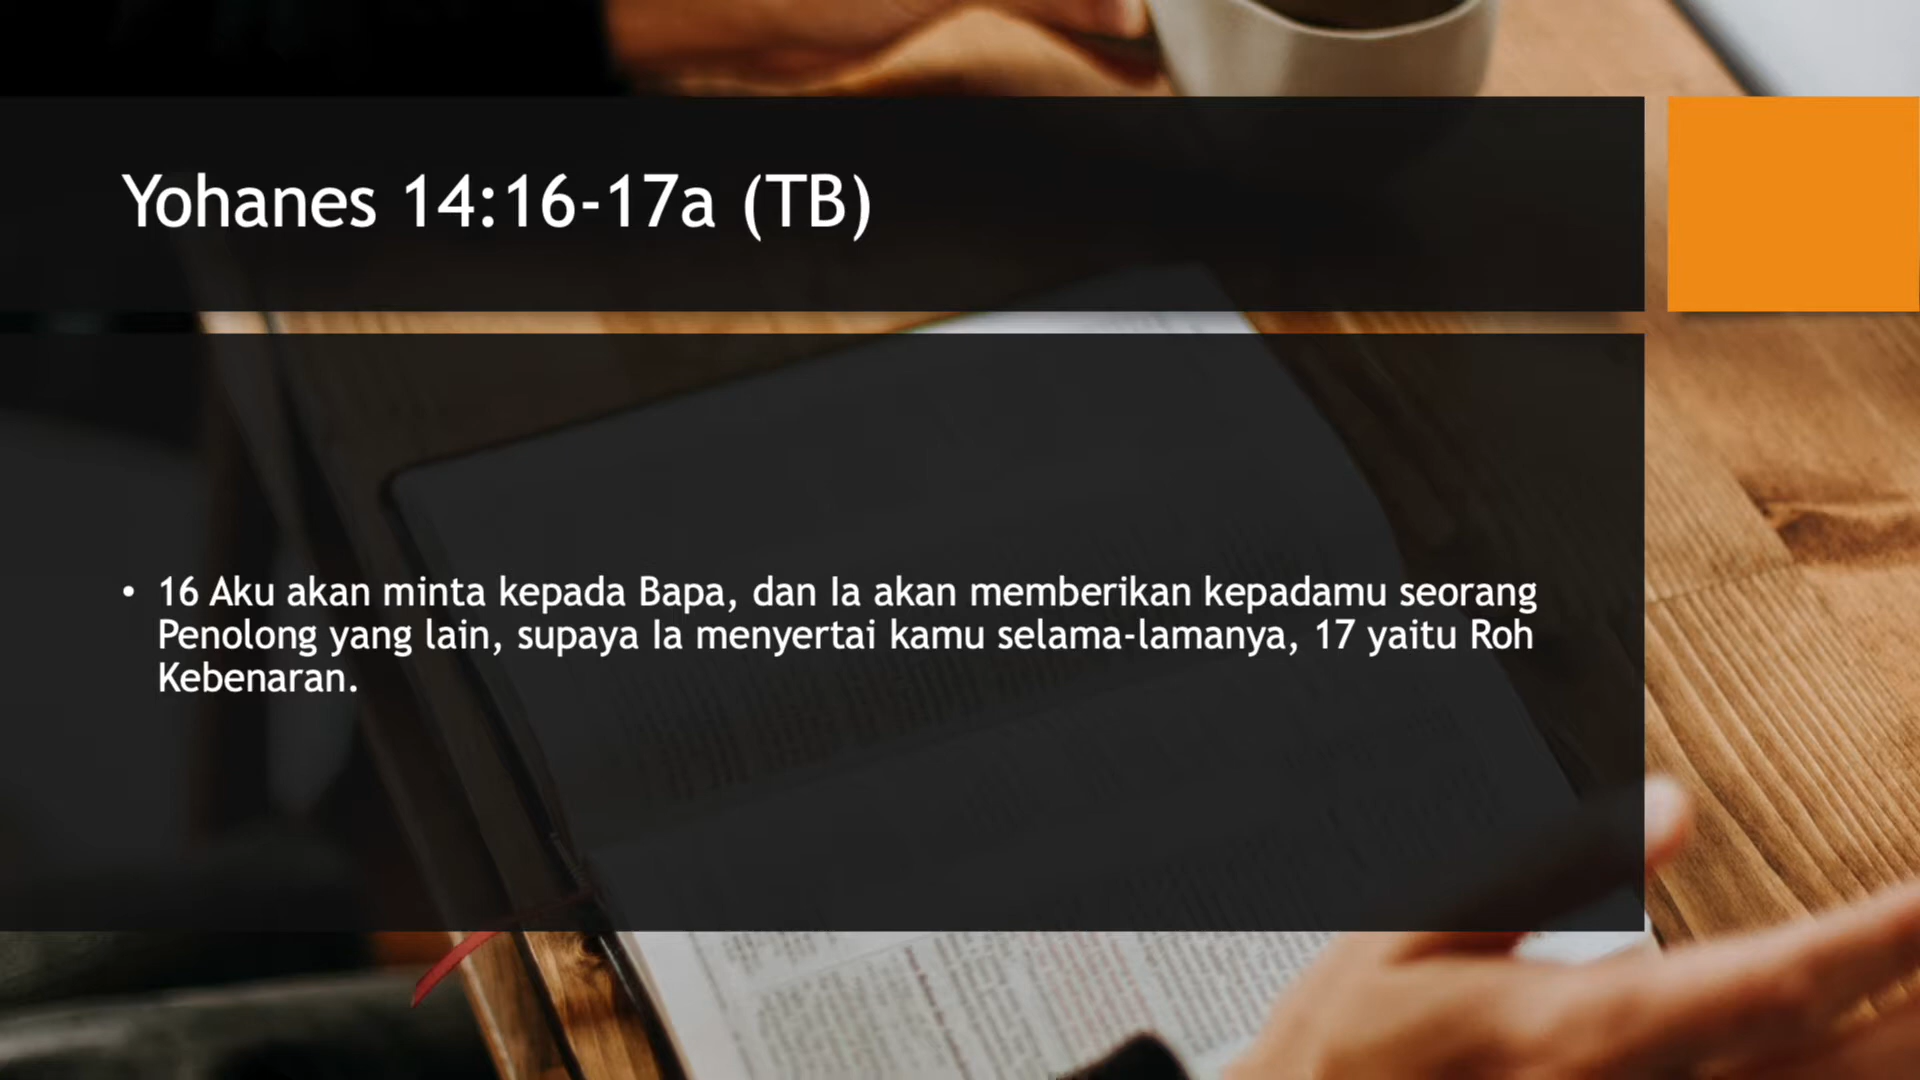 Yohanes 14:16-17a (TB)
• 16 Aku akan minta kepada Bapa, dan Ia akan memberikan kepadamu seorang
Penolong yang lain, supaya Ia menyertai kamu selama-lamanya, 17 yaitu Roh
Kebenaran.